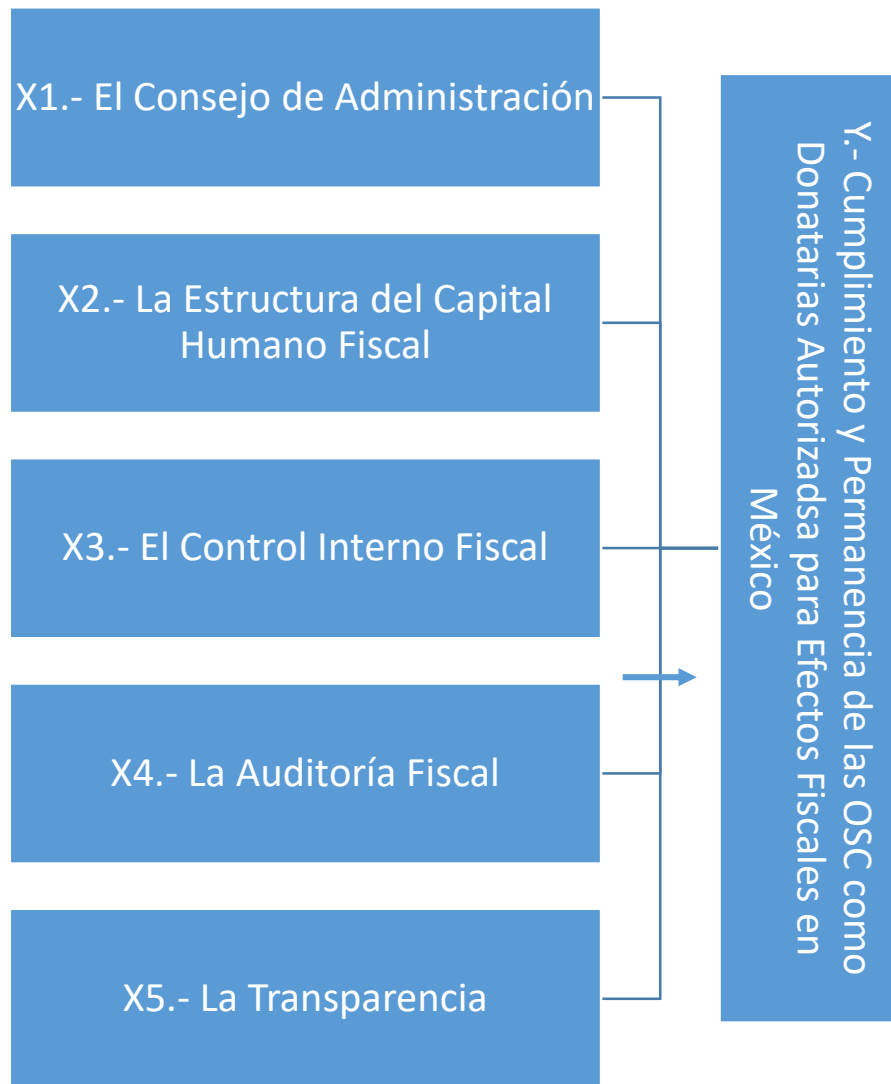 X1.- El Consejo de Administración
X2.- La Estructura del Capital
Humano Fiscal
X3.- El Control Interno Fiscal
X4.- La Auditoría Fiscal
X5.- La Transparencia
Y.- Cumplimiento y Permanencia de las OSC como
Donatarias Autorizadsa para Efectos Fiscales en
México